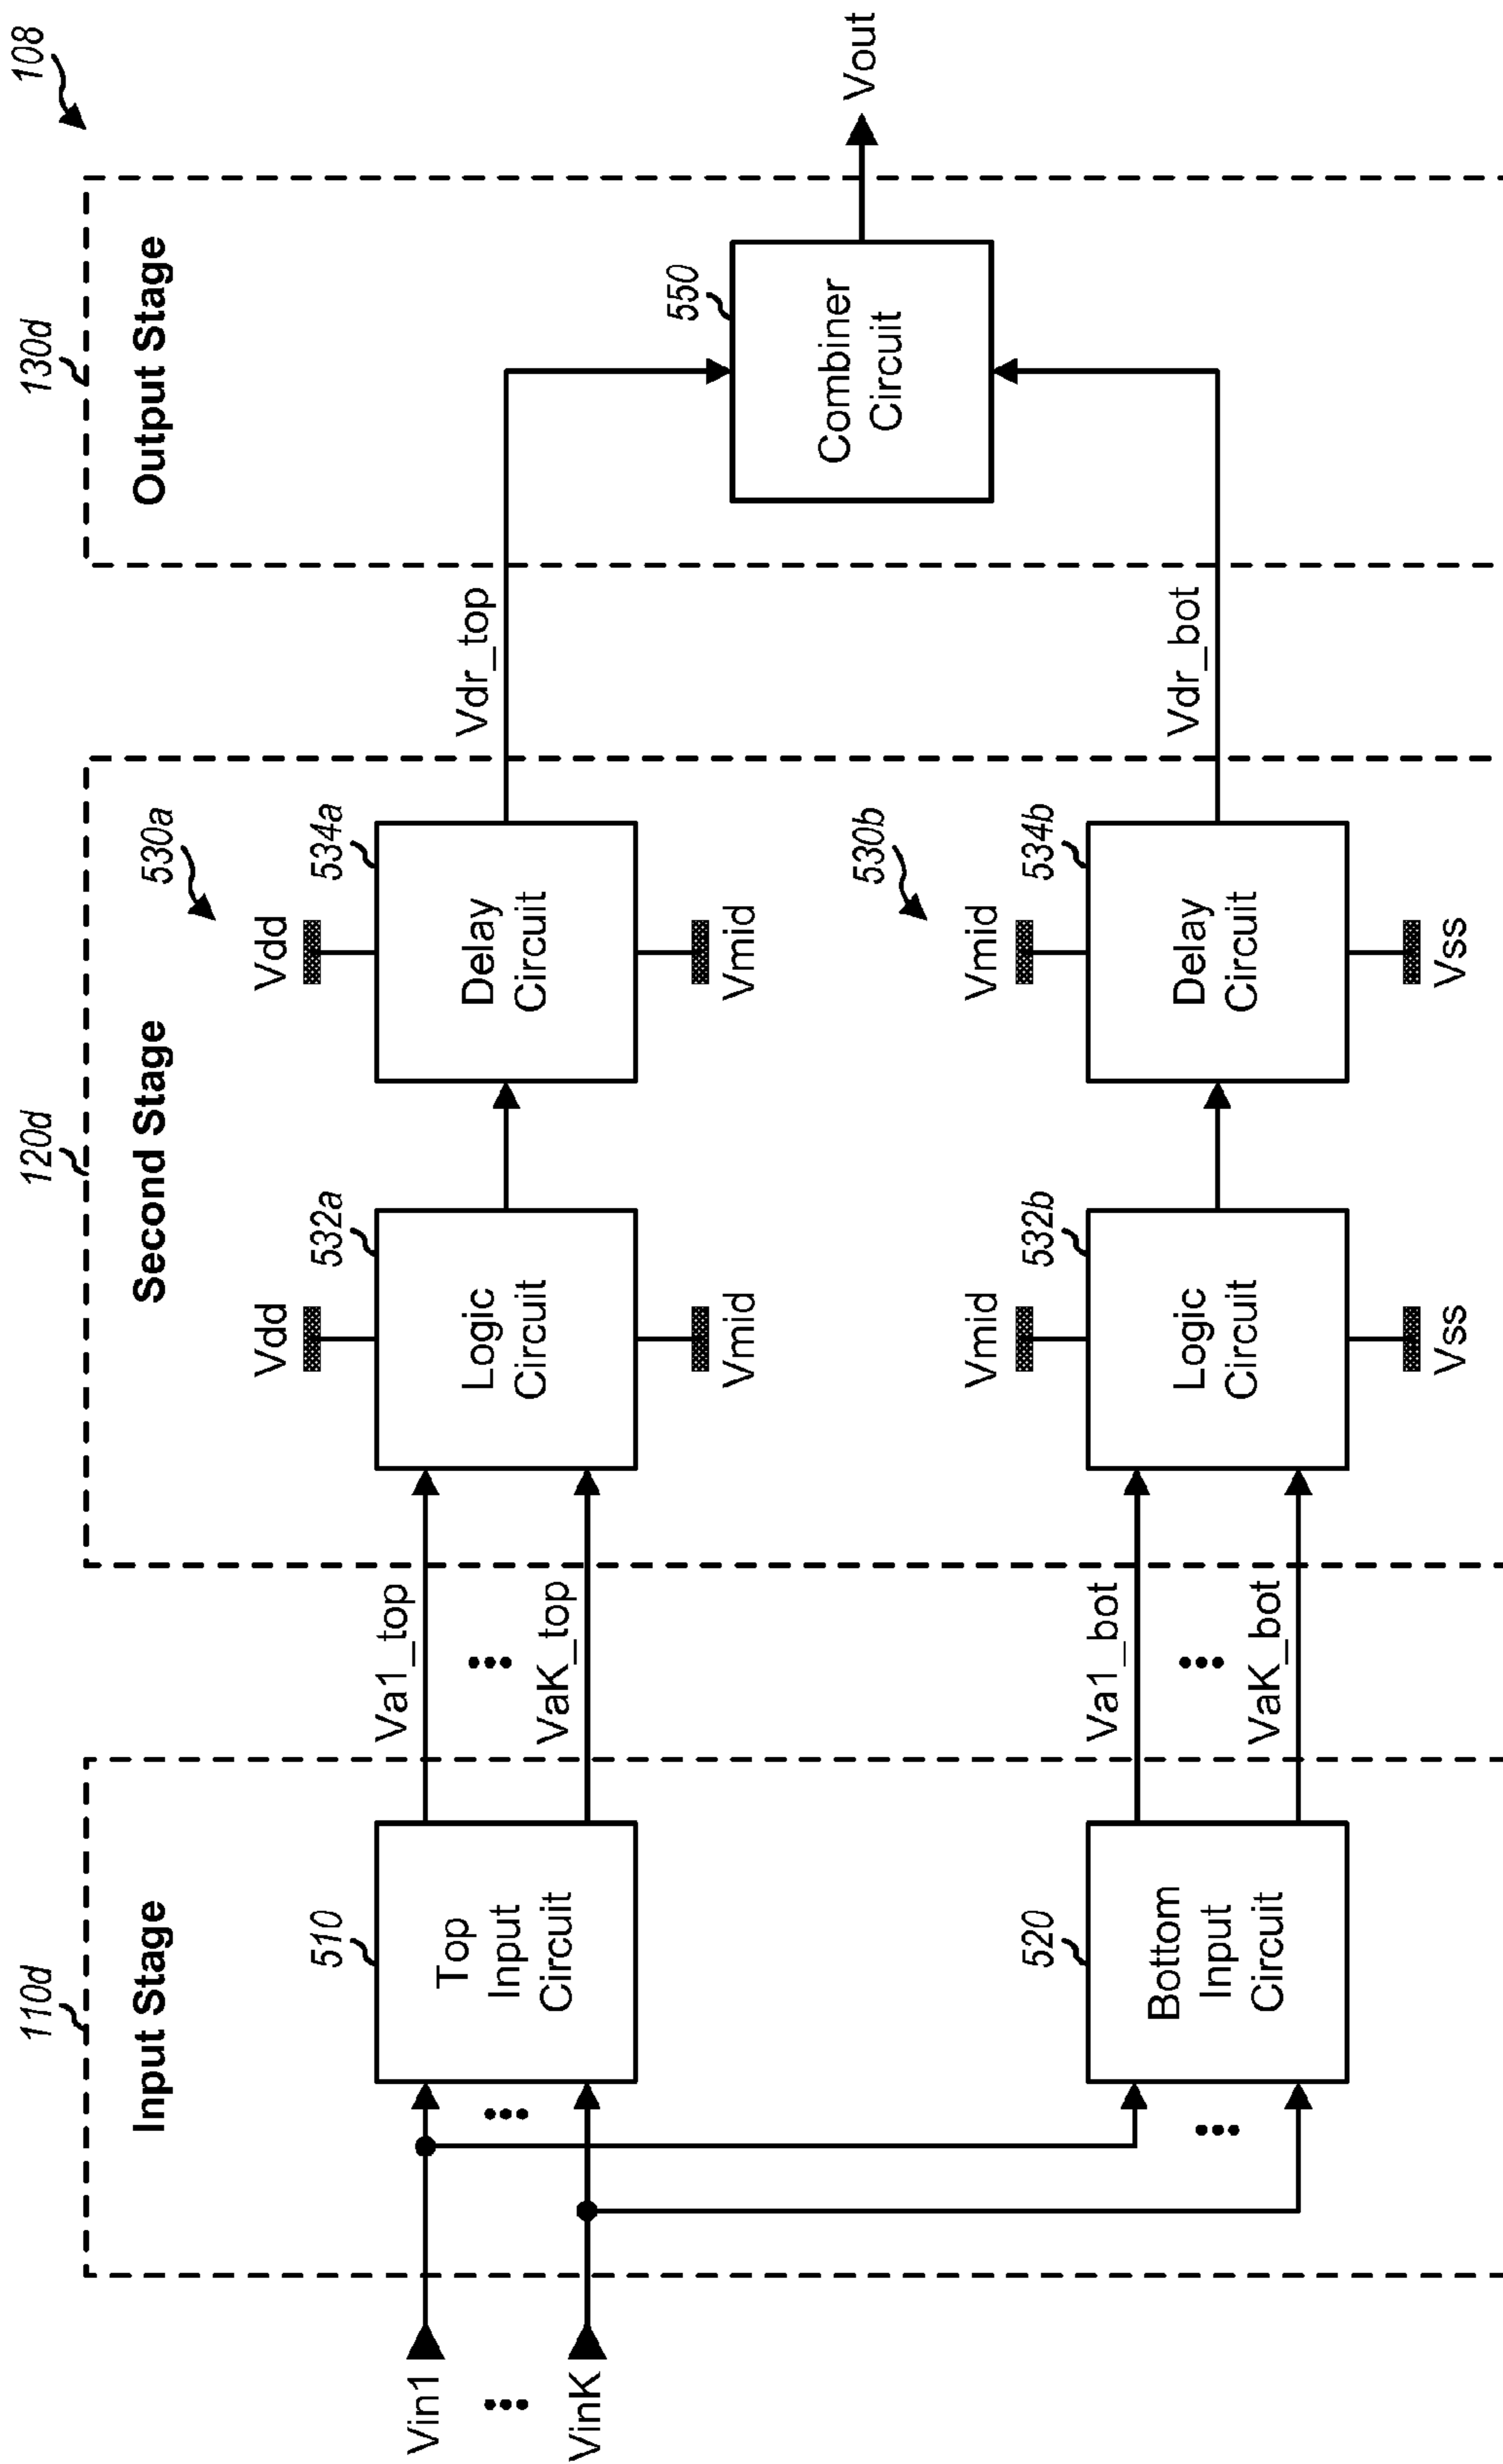 108
110d
120d
130d
Input Stage
Second Stage
Output Stage
530a
Vdd
Vdd
510
532a
534a
Vin1
VinK
Top
Input
Circuit
Va1_top
VaK_top
Logic
Circuit
Delay
Circuit
Vdr_top
Vmid
Vmid
550
Combiner
Circuit
Vout
530b
Vmid
Vmid
520
532b
534b
Bottom
Input
Circuit
Va1_bot
VaK_bot
Logic
Circuit
Delay
Circuit
Vdr_bot
Vss
Vss